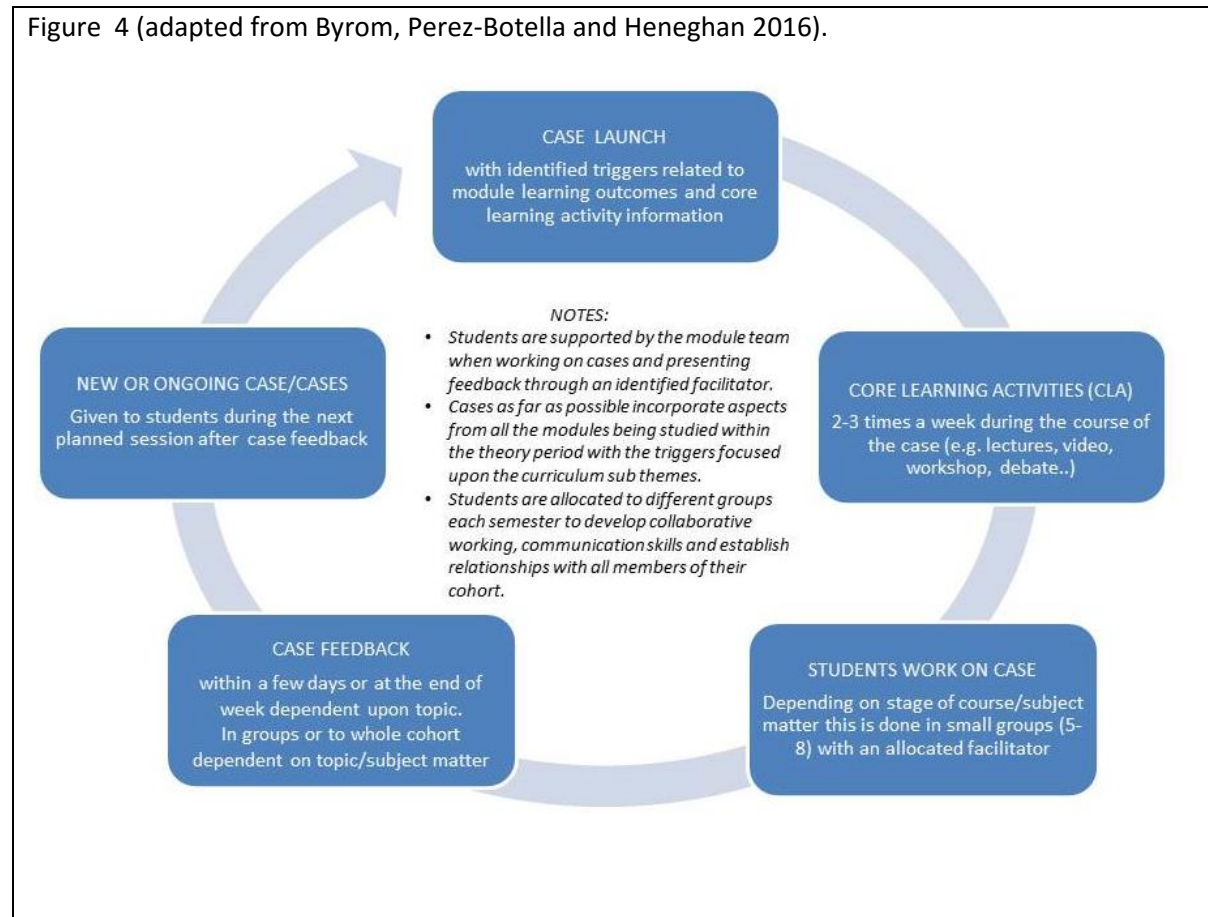 Figure  4 (adapted from Byrom, Perez-Botella and Heneghan 2016).
CASE  LAUNCH
with identified triggers related to
module learning outcomes and core
learning activity information
CORE LEARNING ACTIVITIES (CLA)
2-3 times a week during the course of
the case (e.g. lectures, video,
workshop, debate..)
STUDENTS WORK ON CASE
Depending on stage of course/subject
matter this is done in small groups (5-
8) with an allocated facilitator
CASE FEEDBACK
within a few days or at the end of
week dependent upon topic.
In groups or to whole cohort
dependent on topic/subject matter
NEW OR ONGOING CASE/CASES
Given to students during the next
planned session after case feedback
NOTES:
• Students are supported by the module team
when working on cases and presenting
feedback through an identified facilitator.
• Cases as far as possible incorporate aspects
from all the modules being studied within
the theory period with the triggers focused
upon the curriculum sub themes.
• Students are allocated to different groups
each semester to develop collaborative
working, communication skills and establish
relationships with all members of their
cohort.